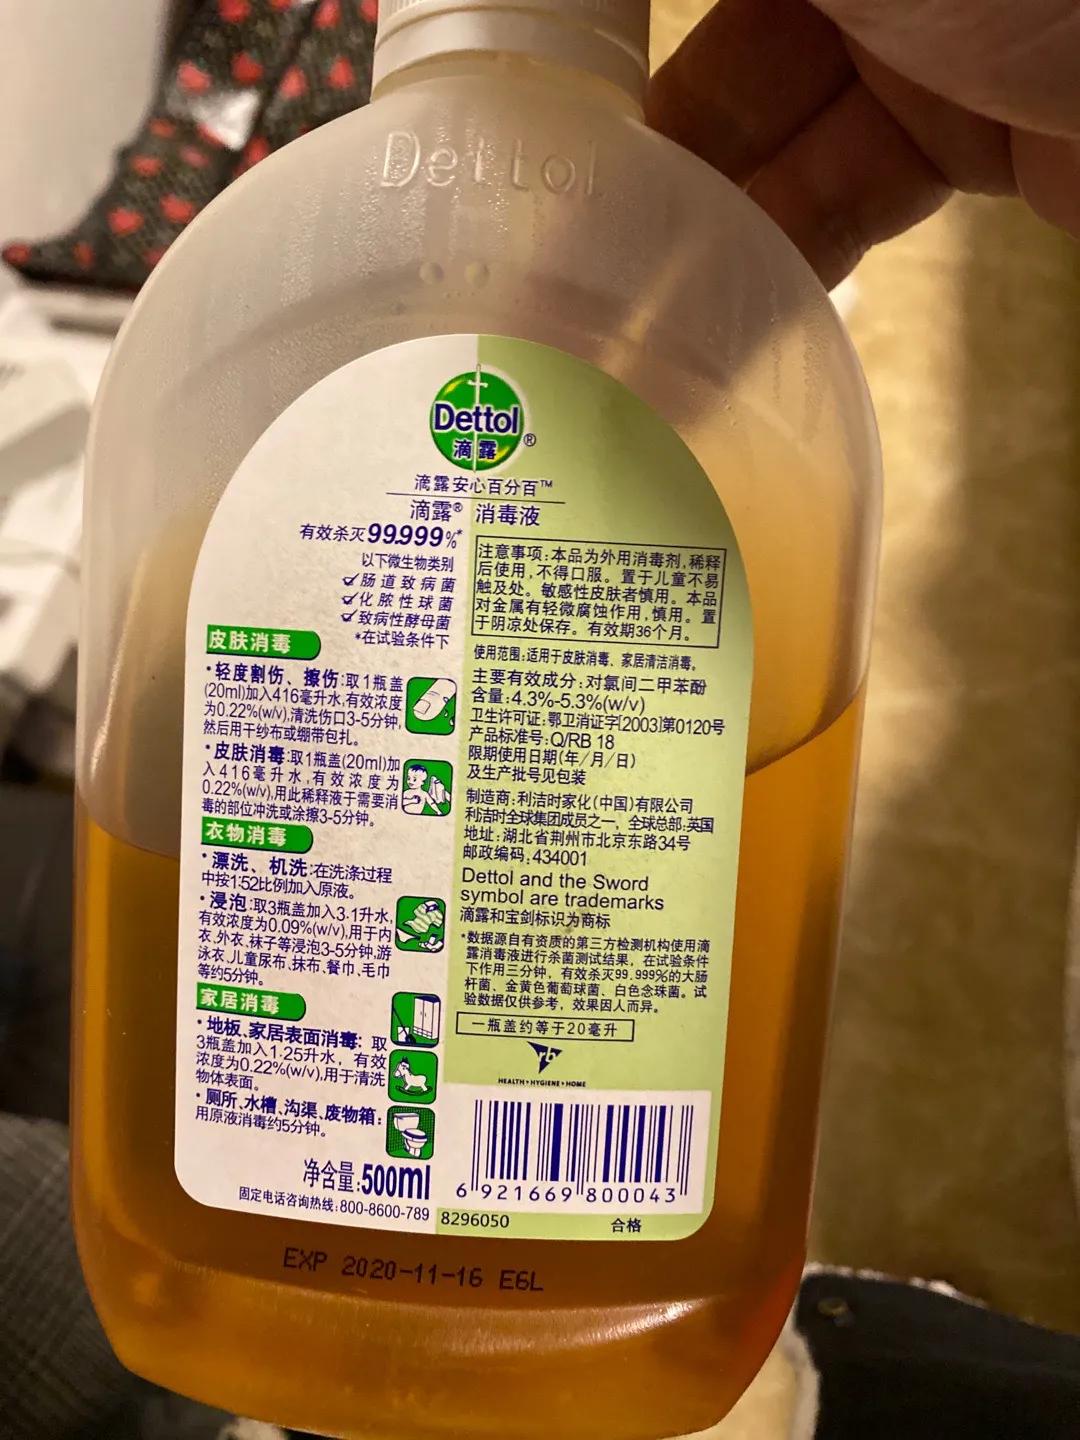 Dettol
Dettol
滴露®
滴露安心百分百™
滴露® 消毒液
有效杀灭99.999%*
以下微生物类别
肠道致病菌
化脓性球菌
致病性酵母菌
*在试验条件下
皮肤消毒
·轻度割伤、擦伤:取1瓶盖
(20ml)加入416毫升水,有效浓度
为0.22%(w/v),清洗伤口3-5分钟,
然后用干纱布或绷带包扎。
·皮肤消毒:取1瓶盖(20ml)加
入416毫升水,有效浓度为
0.22%(w/v),用此稀释液于需要消
毒的部位冲洗或涂擦3-5分钟。
衣物消毒
·漂洗、机洗:在洗涤过程
中按1:52比例加入原液。
·浸泡:取3瓶盖加入3.1升水,
有效浓度为0.09%(w/v),用于内
衣、外衣、袜子等浸泡3-5分钟,游
泳衣、儿童尿布、抹布、餐巾、毛巾
等约5分钟。
家居消毒
·地板、家居表面消毒:取
3瓶盖加入1.25升水，有效
浓度为0.22%(w/v),用于清洗
物体表面。
·厕所、水槽、沟渠、废物箱:
用原液消毒约5分钟。
净含量:500ml
固定电话咨询热线:800-8600-789
注意事项:本品为外用消毒剂,稀释
后使用,不得口服。置于儿童不易
触及处。敏感性皮肤者慎用。本品
对金属有轻微腐蚀作用,慎用。置
于阴凉处保存。有效期36个月。
使用范围:适用于皮肤消毒、家居清洁消毒。
主要有效成分:对氯间二甲苯酚
含量:4.3%-5.3%(w/v)
卫生许可证:鄂卫消证字[2003]第0120号
产品标准号:Q/RB 18
限期使用日期(年/月/日)
及生产批号见包装
制造商:利洁时家化(中国)有限公司
利洁时全球集团成员之一，全球总部:英国
地址:湖北省荆州市北京东路34号
邮政编码:434001
Dettol and the Sword
symbol are trademarks
滴露和宝剑标识为商标
*数据源自有资质的第三方检测机构使用滴
露消毒液进行杀菌测试结果，在试验条件
下作用三分钟，有效杀灭99.999%的大肠
杆菌、金黄色葡萄球菌、白色念珠菌。试
验数据仅供参考，效果因人而异。
一瓶盖约等于20毫升
rb
HEALTH·HYGIENE·HOME
6 921669 800043
8296050 合格
EXP 2020-11-16 E6L